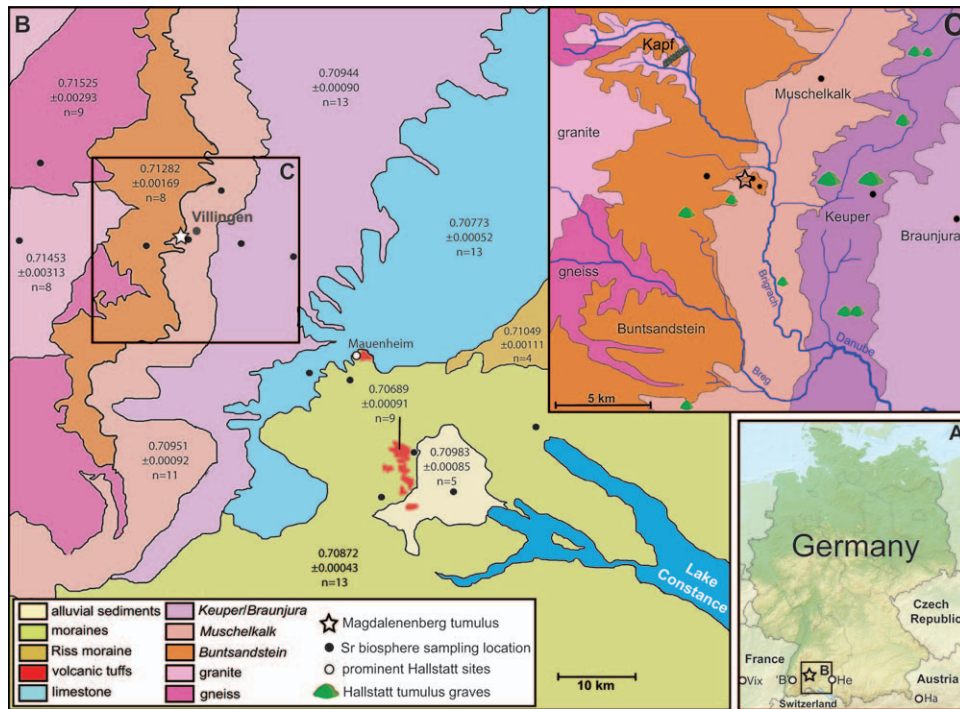 B
0.71525
±0.00293
n=9
0.70944
±0.00090
n=13
0.71282
±0.00169
n=8
C
Villingen
0.71453
±0.00313
n=8
0.70773
±0.00052
n=13
Mauenheim
0.71049
±0.00111
n=4
0.70689
±0.00091
n=9
0.70951
±0.00092
n=11
0.70983
±0.00085
n=5
0.70872
±0.00043
n=13
Lake
Constance
alluvial sediments
moraines
Riss moraine
volcanic tuffs
limestone
Keuper/Braunjura
Muschelkalk
Buntsandstein
granite
gneiss
Magdalenenberg tumulus
Sr biosphere sampling location
prominent Hallstatt sites
Hallstatt tumulus graves
10 km
C
Kapf
Muschelkalk
granite
Keuper
Braunjura
gneiss
Brigrach
Buntsandstein
Danube
Breg
5 km
A
Germany
Czech
Republic
France
B
Vix
'B'
He
Austria
Switzerland
Ha